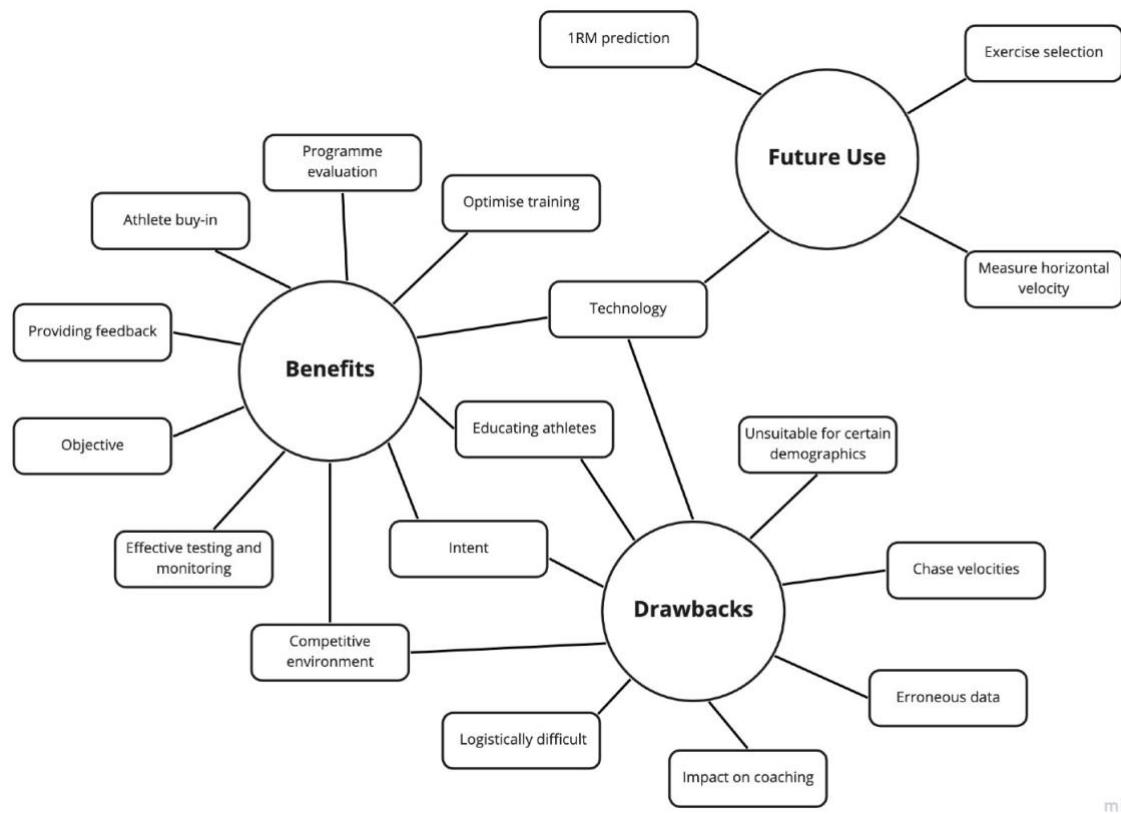 1RM prediction
Exercise selection
Future Use
Programme
evaluation
Optimise training
Athlete buy-in
Measure horizontal
velocity
Technology
Providing feedback
Benefits
Educating athletes
Unsuitable for certain
demographics
Objective
Effective testing and
monitoring
Intent
Chase velocities
Drawbacks
Competitive
environment
Erroneous data
Logistically difficult
Impact on coaching
m